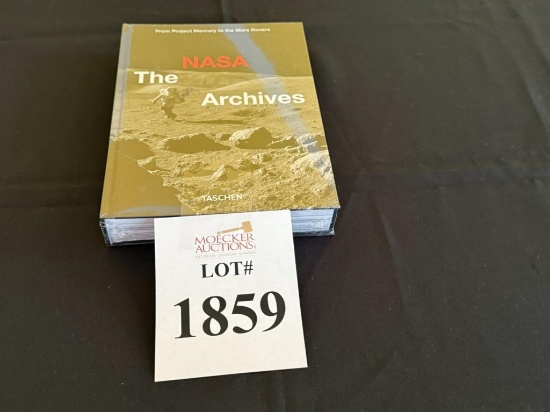 From Project Mercury to the Mars Rovers
NASA
The
Archives
TASCHEN
MOECKER
AUCTIONS
LOT#
1859